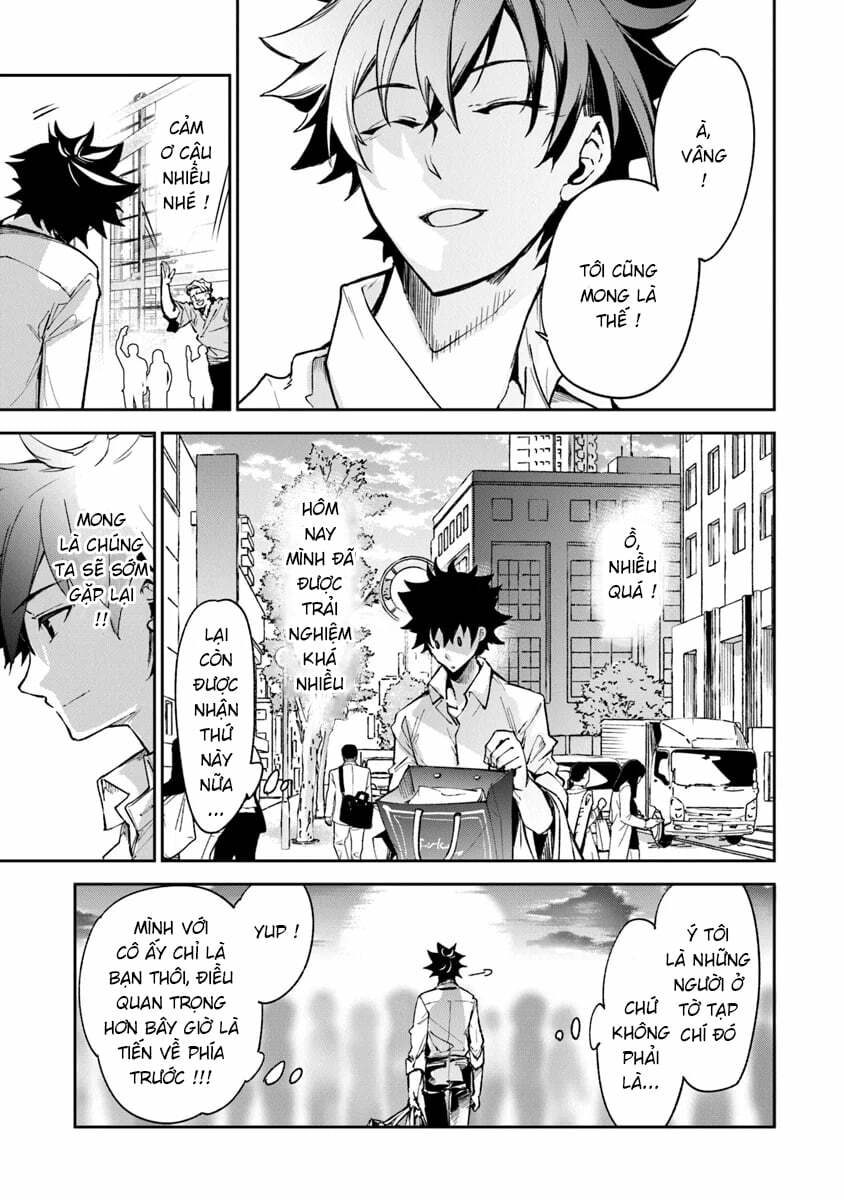 À,
VÂNG
!
TÔI CŨNG
MONG LÀ
THẾ !
CẢM
Ơ CẬU
NHIỀU
NHÉ !
Ồ,
NHIỀU
QUÁ !
HÔM
NAY
MÌNH ĐÃ
ĐƯỢC
TRẢI
NGHIỆM
KHÁ
NHIỀU
LẠI
CÒN
ĐƯỢC
NHẬN
THỨ
NÀY
NỮA
...
MONG
LÀ CHÚNG
TA SẼ SỚM
GẶP LẠI
!!
Ý TÔI
LÀ NHỮNG
NGƯỜI Ở
TỜ TẠP
CHÍ ĐÓ
CHỨ
KHÔNG
PHẢI
LÀ...
YUP !
MÌNH VỚI
CÔ ẤY CHỈ LÀ
BẠN THÔI, ĐIỀU
QUAN TRỌNG
HƠN BÂY GIỜ LÀ
TIẾN VỀ PHÍA
TRƯỚC !!!